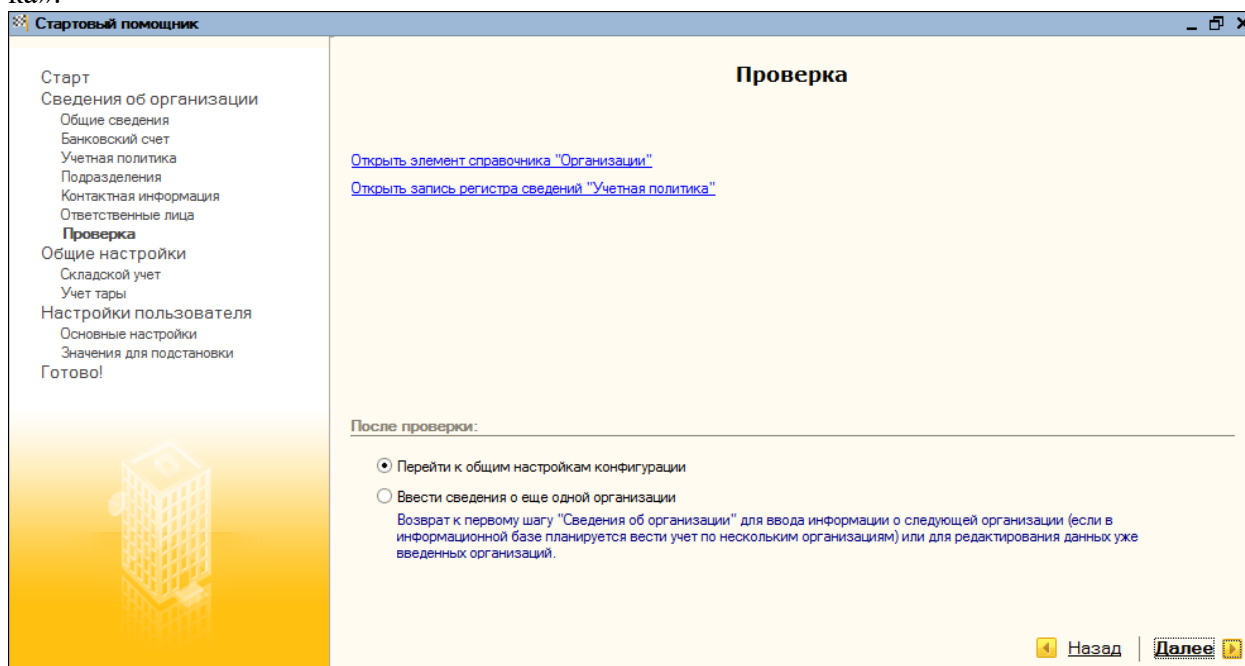 ка».
Стартовый помощник
Старт
Сведения об организации
Общие сведения
Банковский счет
Учетная политика
Подразделения
Контактная информация
Ответственные лица
Проверка
Общие настройки
Складской учет
Учет тары
Настройки пользователя
Основные настройки
Значения для подстановки
Готово!
Проверка
Открыть элемент справочника "Организации"
Открыть запись регистра сведений "Учетная политика"
После проверки:
Перейти к общим настройкам конфигурации
Ввести сведения о еще одной организации
Возврат к первому шагу "Сведения об организации" для ввода информации о следующей организации (если в
информационной базе планируется вести учет по нескольким организациям) или для редактирования данных уже
введенных организаций.
Назад
Далее